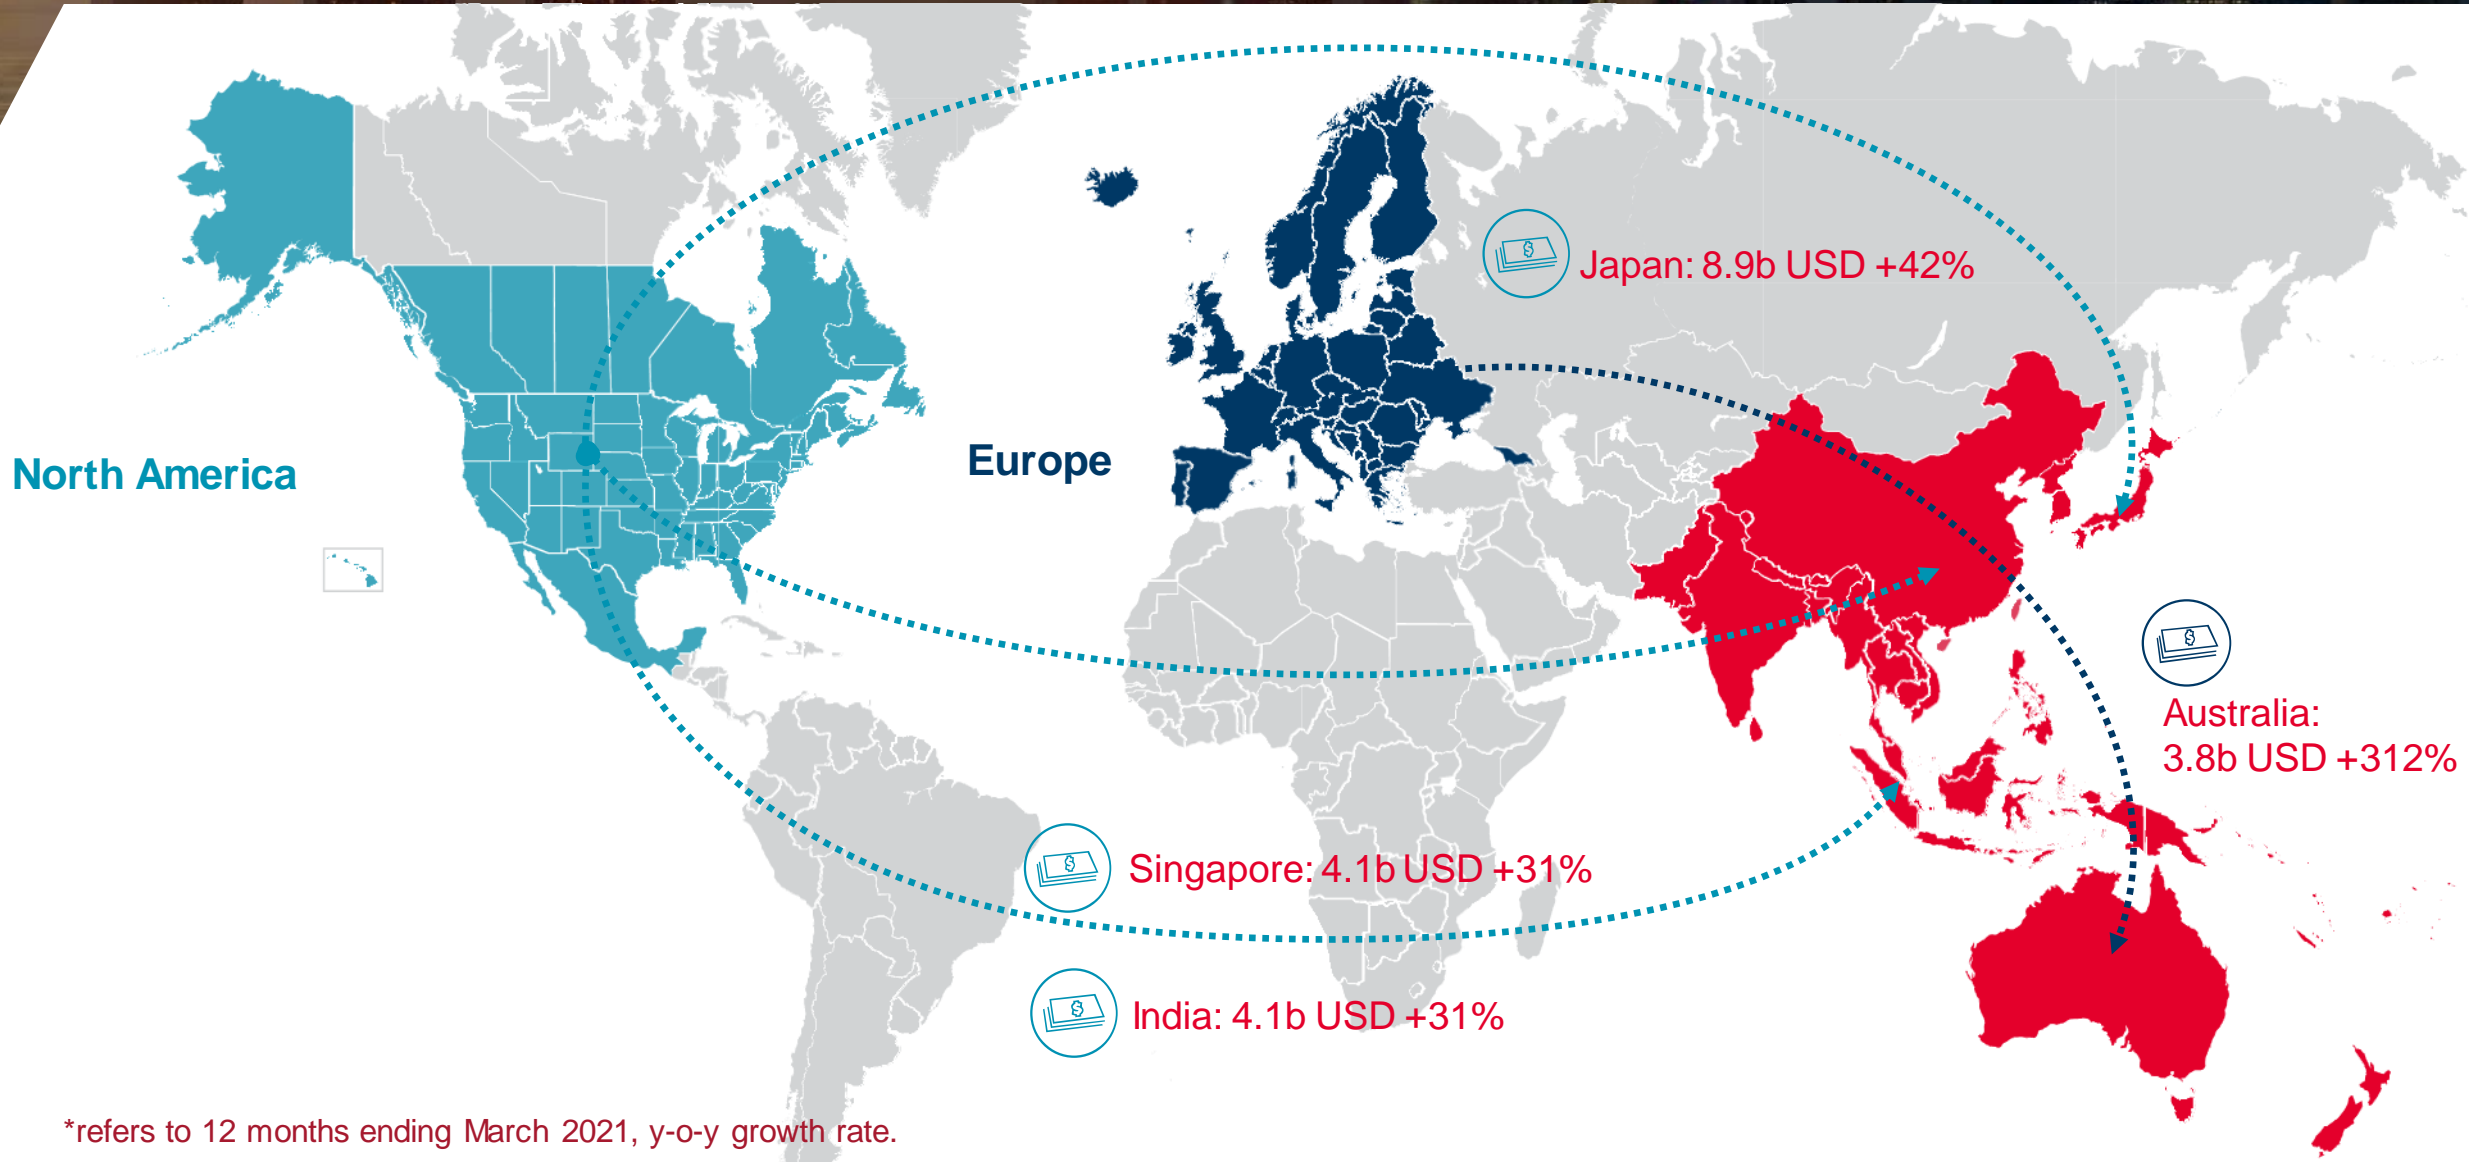 Japan: 8.9b USD +42%
North America
Europe
Australia:
3.8b USD +312%
Singapore: 4.1b USD +31%
India: 4.1b USD +31%
*refers to 12 months ending March 2021, y-o-y growth rate.